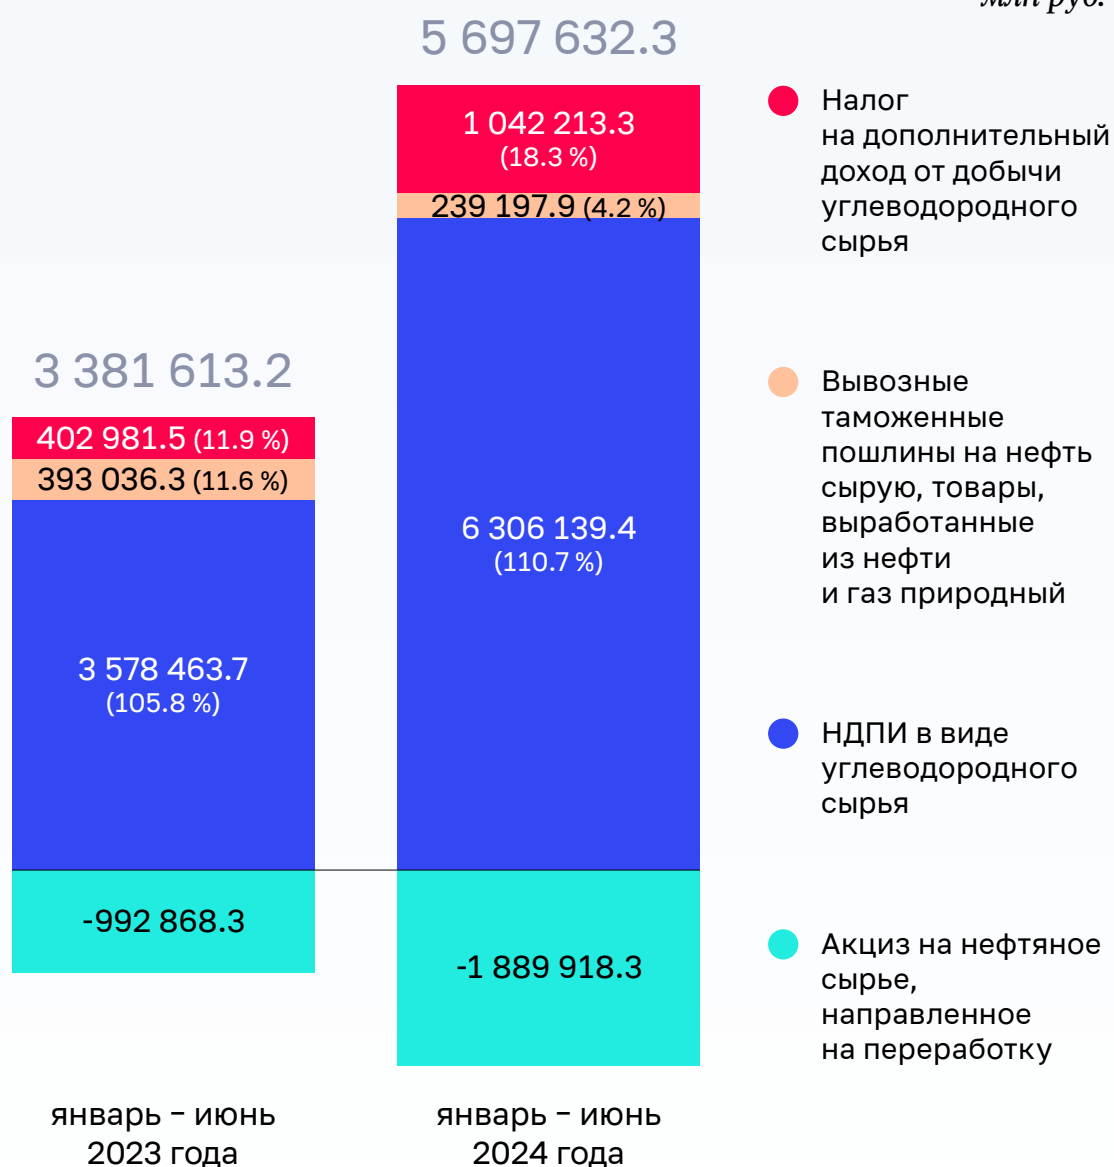 млн руб.
5 697 632.3
1 042 213.3
(18.3 %)
239 197.9 (4.2 %)
6 306 139.4
(110.7 %)
-1 889 918.3
январь – июнь
2024 года
3 381 613.2
402 981.5 (11.9 %)
393 036.3 (11.6 %)
3 578 463.7
(105.8 %)
-992 868.3
январь – июнь
2023 года
Налог
на дополнительный
доход от добычи
углеводородного
сырья
Вывозные
таможенные
пошлины на нефть
сырую, товары,
выработанные
из нефти
и газ природный
НДПИ в виде
углеводородного
сырья
Акциз на нефтяное
сырье,
направленное
на переработку